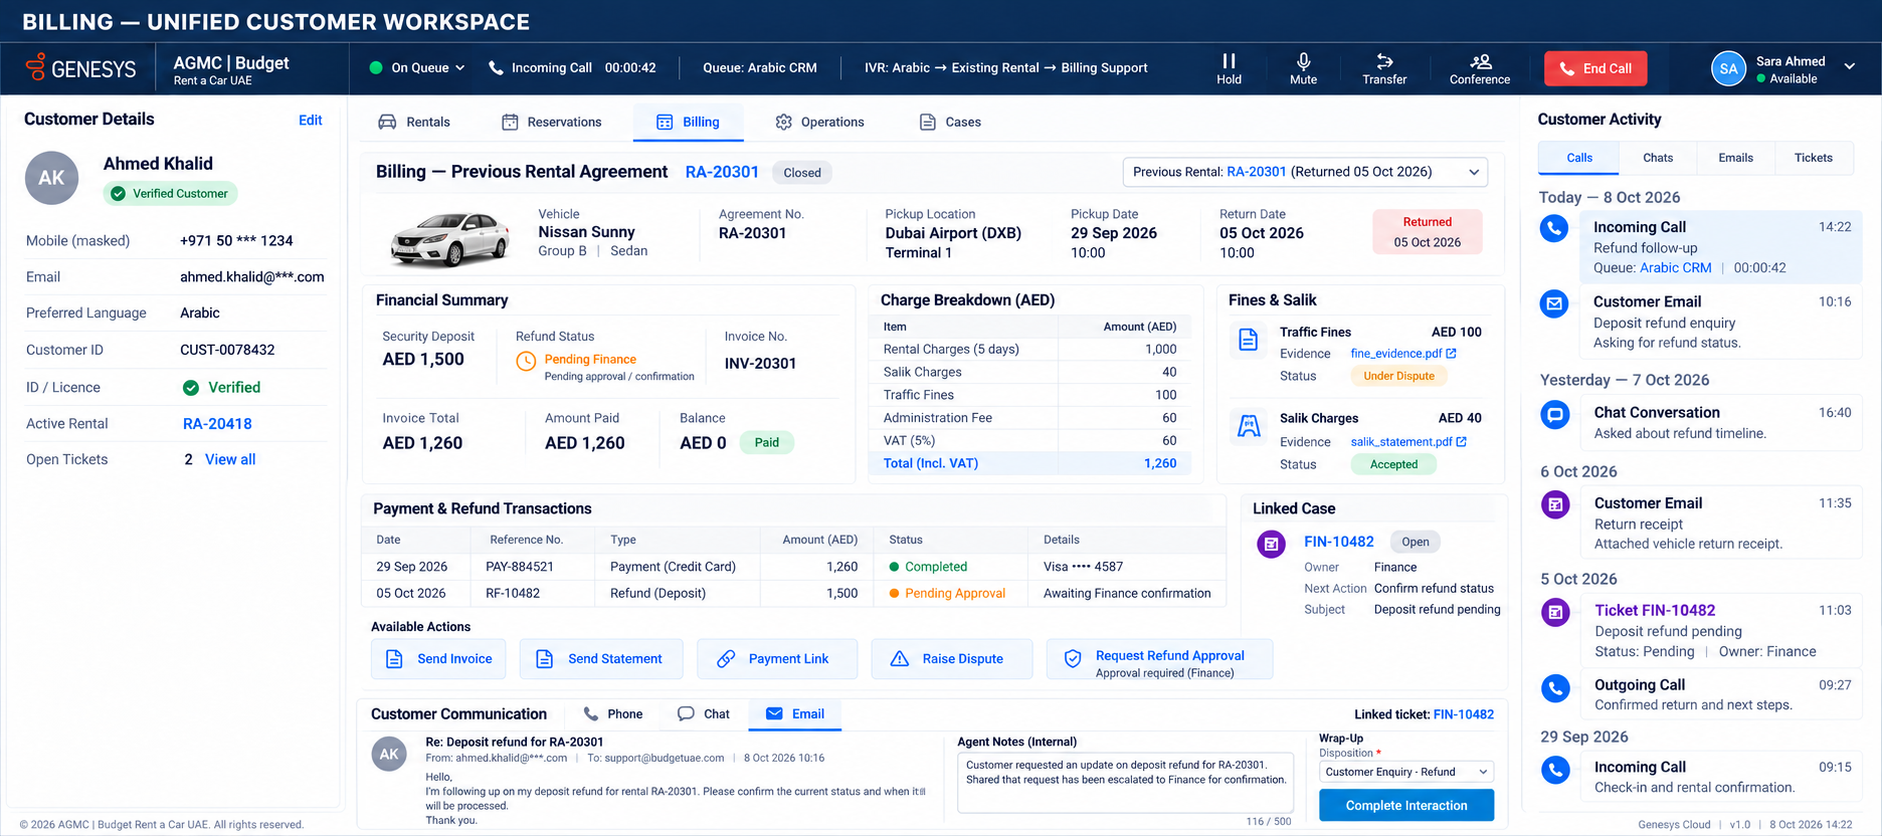 BILLING — UNIFIED CUSTOMER WORKSPACE
GENESYS
AGMC | Budget
Rent a Car UAE
On Queue
Incoming Call 00:00:42
Queue: Arabic CRM
IVR: Arabic → Existing Rental → Billing Support
Hold
Mute
Transfer
Conference
End Call
SA
Sara Ahmed
Available
Customer Details
Edit
AK
Ahmed Khalid
Verified Customer
Mobile (masked) +971 50 *** 1234
Email ahmed.khalid@***.com
Preferred Language Arabic
Customer ID CUST-0078432
ID / Licence Verified
Active Rental RA-20418
Open Tickets 2 View all
Rentals
Reservations
Billing
Operations
Cases
Billing — Previous Rental Agreement RA-20301 Closed
Previous Rental: RA-20301 (Returned 05 Oct 2026)
Vehicle
Nissan Sunny
Group B | Sedan
Agreement No.
RA-20301
Pickup Location
Dubai Airport (DXB)
Terminal 1
Pickup Date
29 Sep 2026
10:00
Return Date
05 Oct 2026
10:00
Returned
05 Oct 2026
Financial Summary
Security Deposit
AED 1,500
Refund Status
Pending Finance
Pending approval / confirmation
Invoice No.
INV-20301
Invoice Total
AED 1,260
Amount Paid
AED 1,260
Balance
AED 0 Paid
Charge Breakdown (AED)
Item Amount (AED)
Rental Charges (5 days) 1,000
Salik Charges 40
Traffic Fines 100
Administration Fee 60
VAT (5%) 60
Total (Incl. VAT) 1,260
Fines & Salik
Traffic Fines AED 100
Evidence fine_evidence.pdf
Status Under Dispute
Salik Charges AED 40
Evidence salik_statement.pdf
Status Accepted
Payment & Refund Transactions
Date Reference No. Type Amount (AED) Status Details
29 Sep 2026 PAY-884521 Payment (Credit Card) 1,260 Completed Visa •••• 4587
05 Oct 2026 RF-10482 Refund (Deposit) 1,500 Pending Approval Awaiting Finance confirmation
Linked Case
FIN-10482 Open
Owner Finance
Next Action Confirm refund status
Subject Deposit refund pending
Available Actions
Send Invoice
Send Statement
Payment Link
Raise Dispute
Request Refund Approval
Approval required (Finance)
Customer Communication
Phone
Chat
Email
Linked ticket: FIN-10482
AK
Re: Deposit refund for RA-20301
From: ahmed.khalid@***.com | To: support@budgetuae.com | 8 Oct 2026 10:16
Hello,
I'm following up on my deposit refund for rental RA-20301. Please confirm the current status and when it
will be processed.
Thank you.
Agent Notes (Internal)
Customer requested an update on deposit refund for RA-20301.
Shared that request has been escalated to Finance for confirmation.
116 / 500
Wrap-Up
Disposition *
Customer Enquiry - Refund
Complete Interaction
Customer Activity
Calls
Chats
Emails
Tickets
Today — 8 Oct 2026
Incoming Call 14:22
Refund follow-up
Queue: Arabic CRM | 00:00:42
Customer Email 10:16
Deposit refund enquiry
Asking for refund status.
Yesterday — 7 Oct 2026
Chat Conversation 16:40
Asked about refund timeline.
6 Oct 2026
Customer Email 11:35
Return receipt
Attached vehicle return receipt.
5 Oct 2026
Ticket FIN-10482 11:03
Deposit refund pending
Status: Pending | Owner: Finance
Outgoing Call 09:27
Confirmed return and next steps.
29 Sep 2026
Incoming Call 09:15
Check-in and rental confirmation.
© 2026 AGMC | Budget Rent a Car UAE. All rights reserved.
Genesys Cloud | v1.0 | 8 Oct 2026 14:22